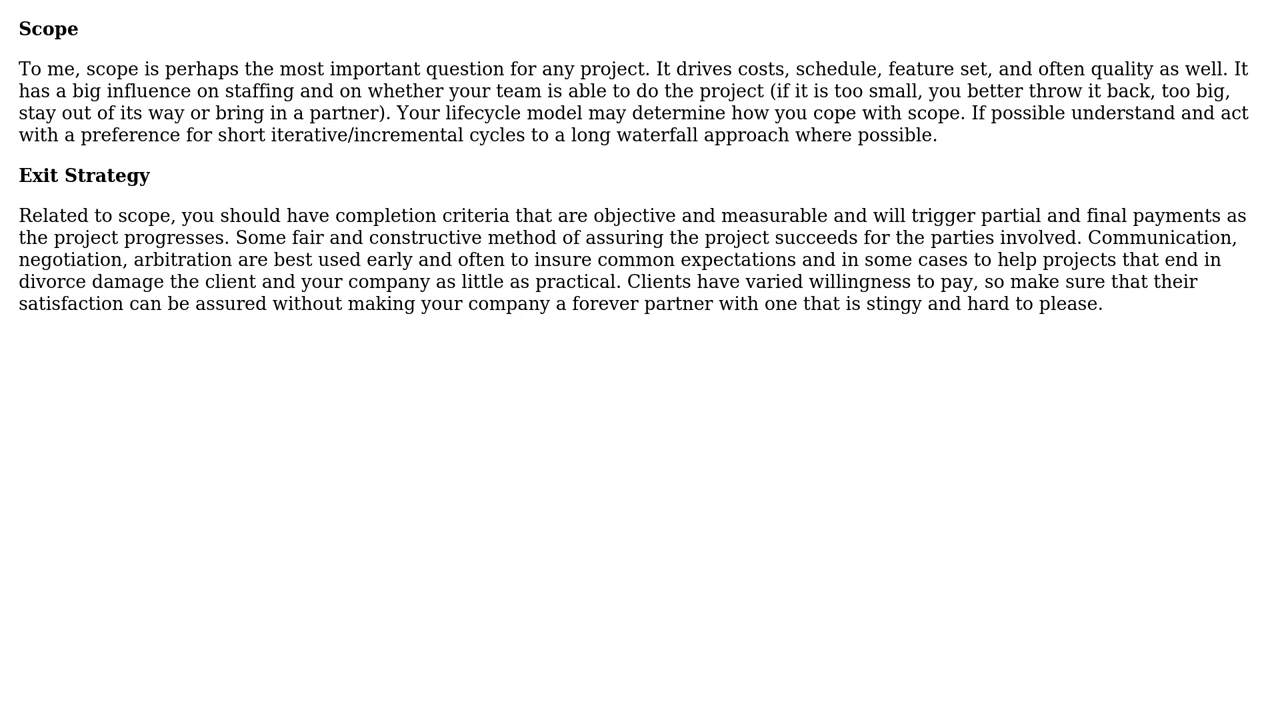 Scope
To me, scope is perhaps the most important question for any project. It drives costs, schedule, feature set, and often quality as well. It
has a big influence on staffing and on whether your team is able to do the project (if it is too small, you better throw it back, too big,
stay out of its way or bring in a partner). Your lifecycle model may determine how you cope with scope. If possible understand and act
with a preference for short iterative/incremental cycles to a long waterfall approach where possible.
Exit Strategy
Related to scope, you should have completion criteria that are objective and measurable and will trigger partial and final payments as
the project progresses. Some fair and constructive method of assuring the project succeeds for the parties involved. Communication,
negotiation, arbitration are best used early and often to insure common expectations and in some cases to help projects that end in
divorce damage the client and your company as little as practical. Clients have varied willingness to pay, so make sure that their
satisfaction can be assured without making your company a forever partner with one that is stingy and hard to please.